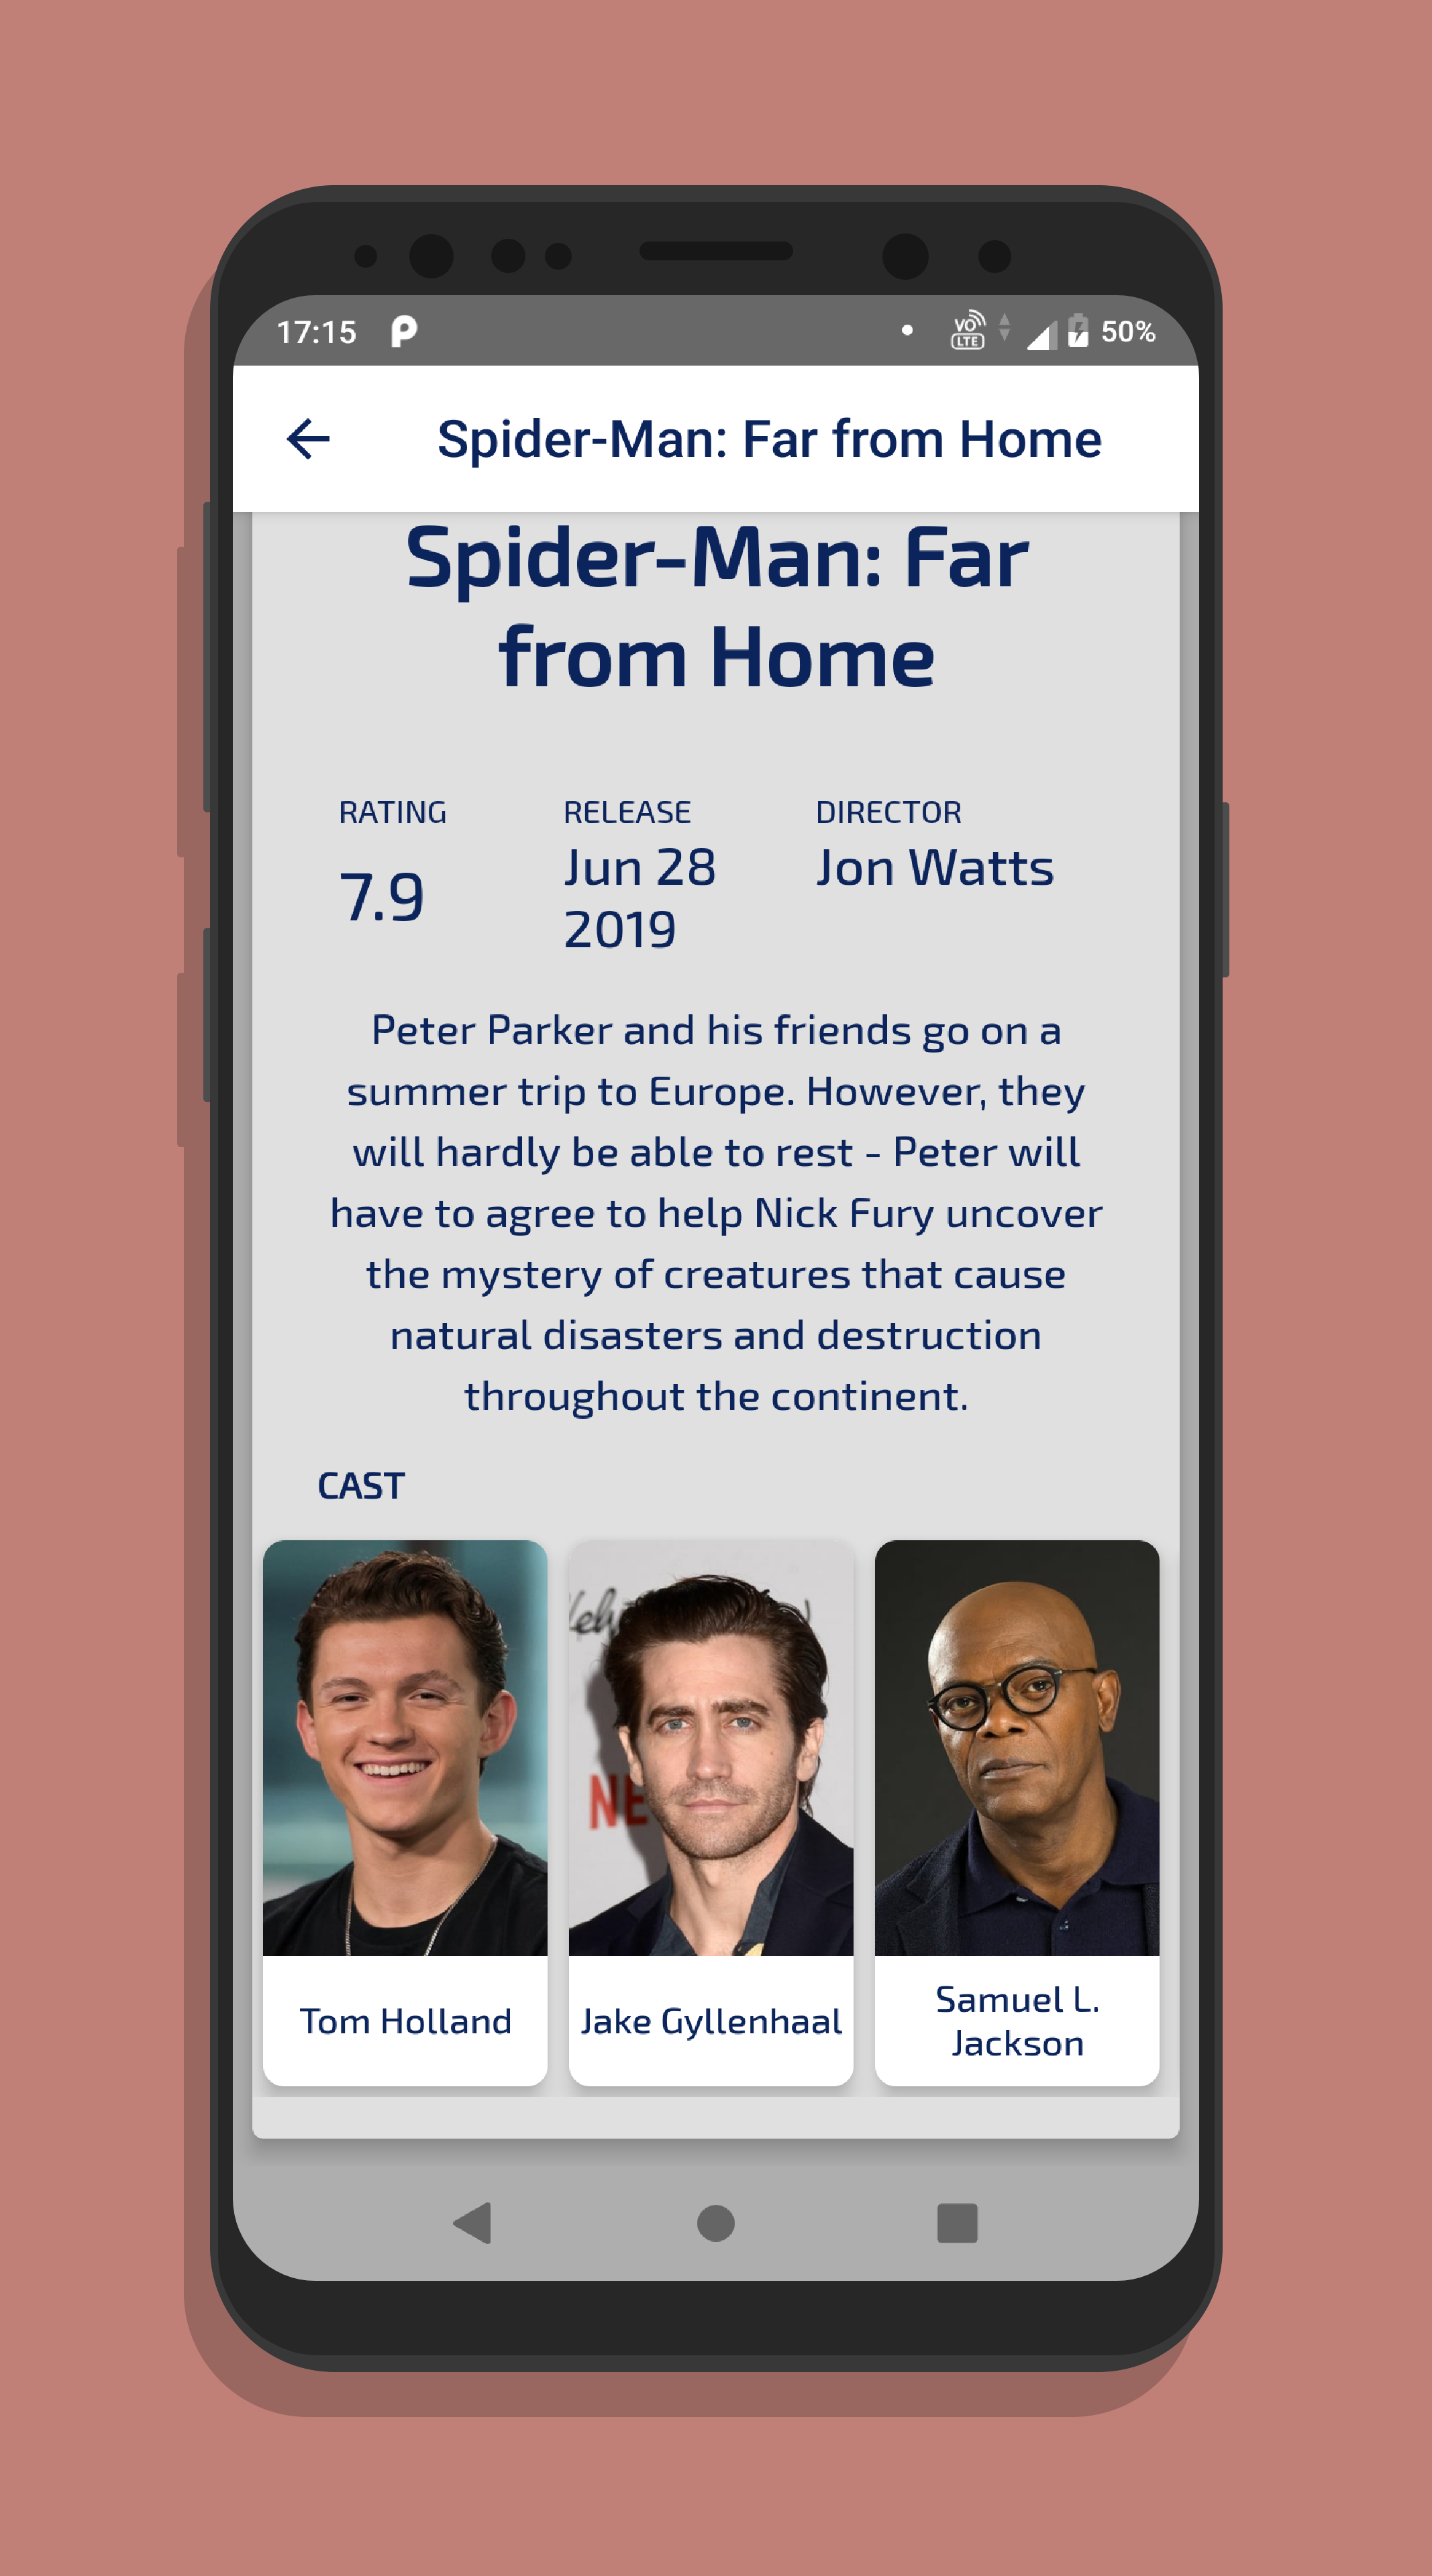 17:15
VO
LTE
50%
Spider-Man: Far from Home
Spider-Man: Far
from Home
RATING
RELEASE
DIRECTOR
7.9
Jun 28
2019
Jon Watts
Peter Parker and his friends go on a
summer trip to Europe. However, they
will hardly be able to rest - Peter will
have to agree to help Nick Fury uncover
the mystery of creatures that cause
natural disasters and destruction
throughout the continent.
CAST
NE
Tom Holland
Jake Gyllenhaal
Samuel L.
Jackson